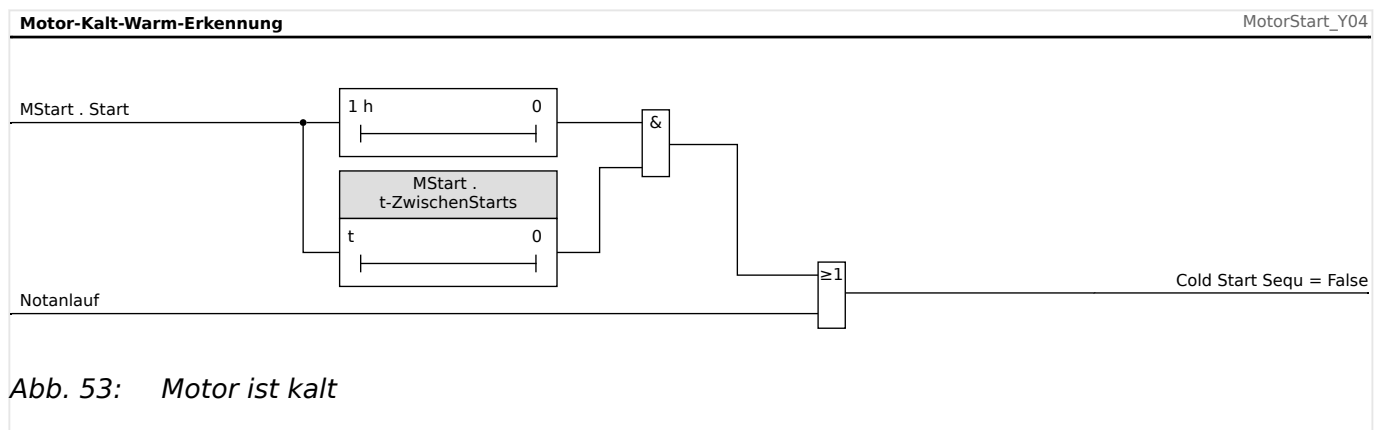 Motor-Kalt-Warm-Erkennung
MotorStart_Y04
MStart . Start
1 h 0
&
MStart .
t-ZwischenStarts
t 0
≥1
Cold Start Sequ = False
Notanlauf
Abb. 53: Motor ist kalt